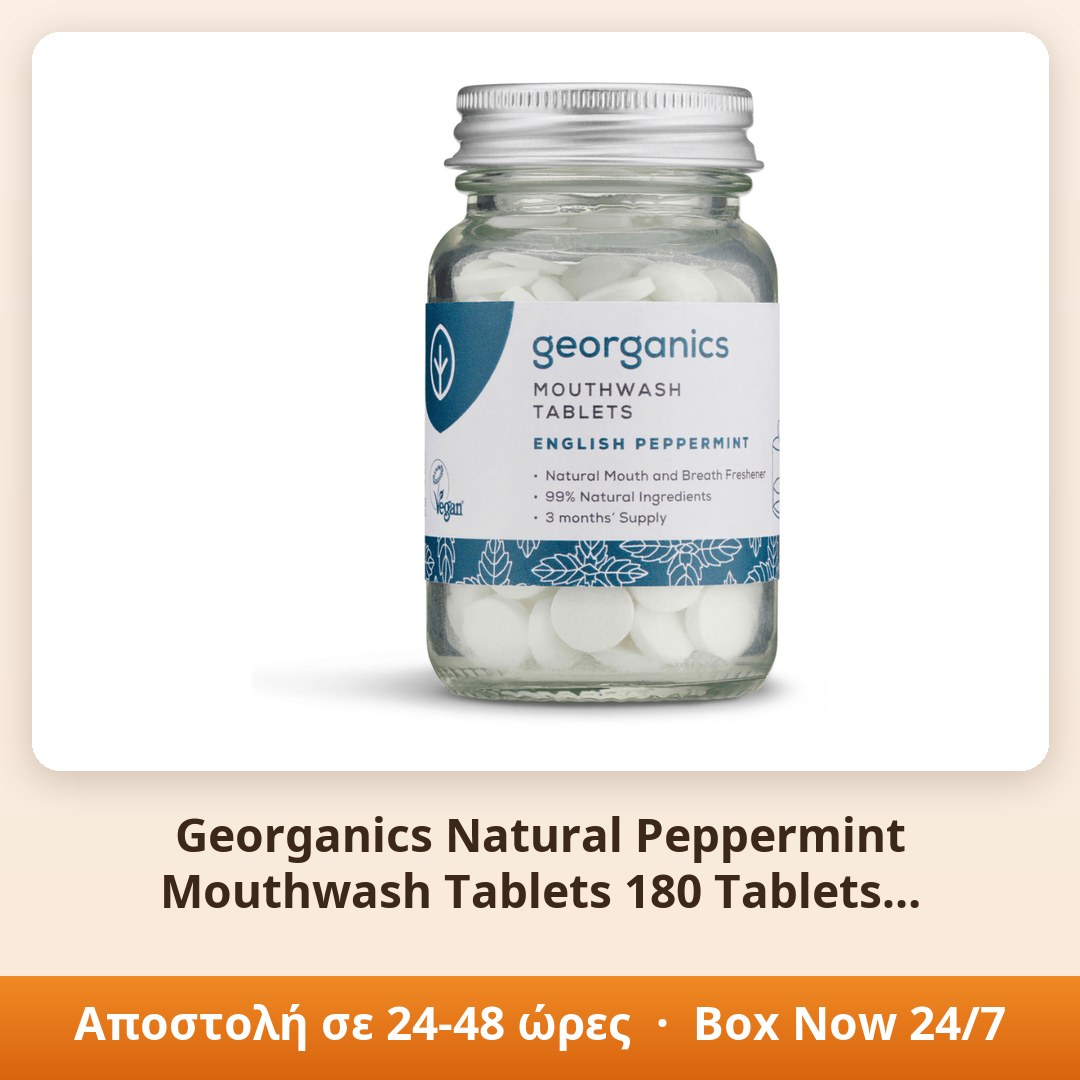 georganics
MOUTHWASH
TABLETS
ENGLISH PEPPERMINT
• Natural Mouth and Breath Freshener
• 99% Natural Ingredients
• 3 months' Supply
Vegan
Georganics Natural Peppermint
Mouthwash Tablets 180 Tablets...
Αποστολή σε 24-48 ώρες · Box Now 24/7